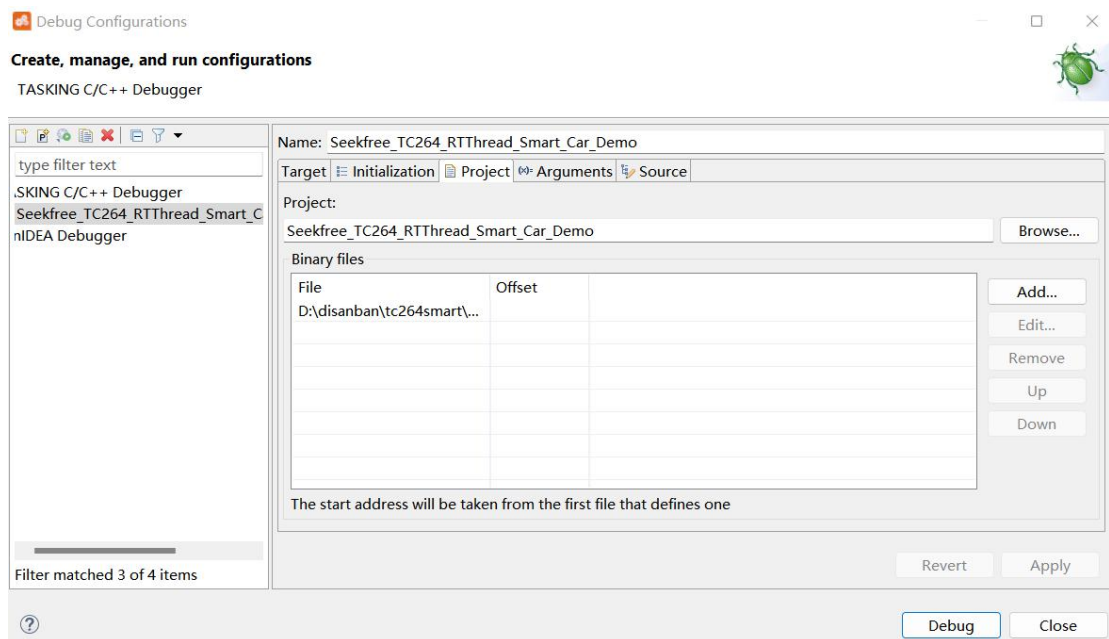 Debug Configurations
Create, manage, and run configurations
TASKING C/C++ Debugger
type filter text
.SKING C/C++ Debugger
Seekfree_TC264_RTThread_Smart_C
nIDEA Debugger
Filter matched 3 of 4 items
Name: Seekfree_TC264_RTThread_Smart_Car_Demo
Target Initialization Project Arguments Source
Project:
Seekfree_TC264_RTThread_Smart_Car_Demo Browse...
Binary files
File Offset
D:\disanban\tc264smart\...
Add...
Edit...
Remove
Up
Down
The start address will be taken from the first file that defines one
Revert Apply
Debug Close